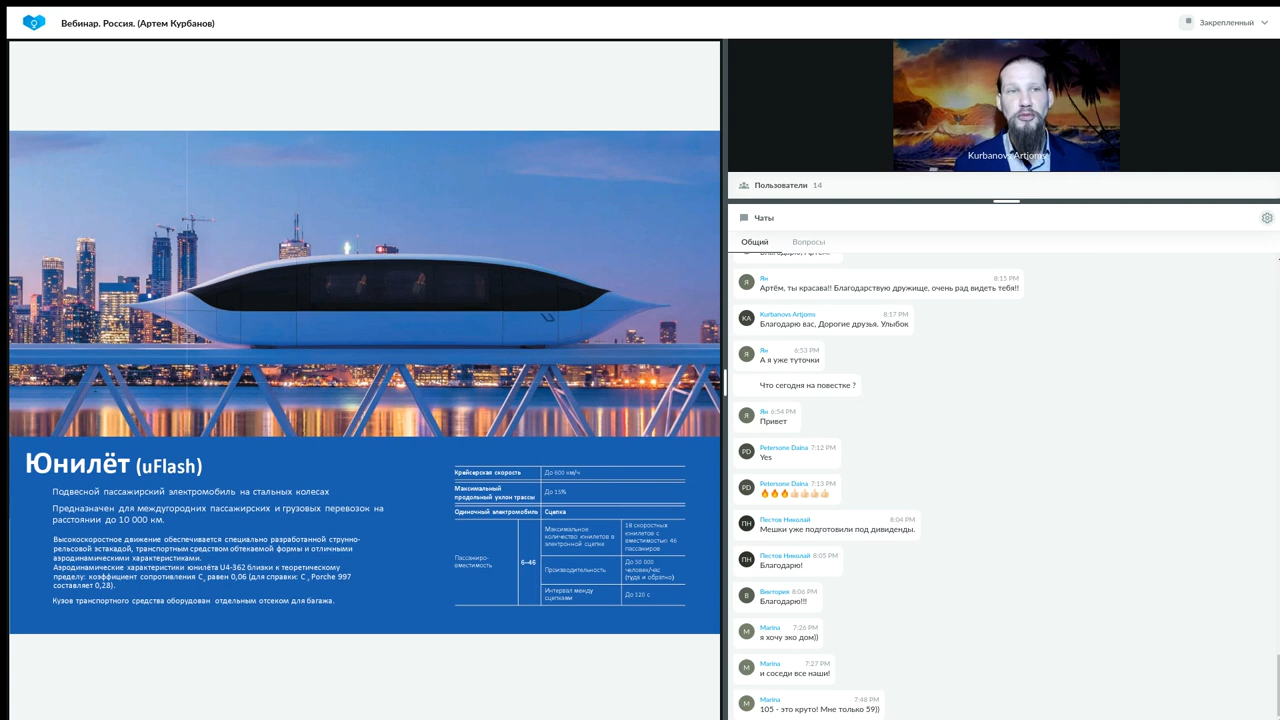 Вебинар. Россия. (Артем Курбанов)
Закрепленный
Юнилёт (uFlash)
Подвесной пассажирский электромобиль на стальных колесах
Предназначен для междугородних пассажирских и грузовых перевозок на
расстояния до 10 000 км.
Высокоскоростное движение обеспечивается специально разработанной струнно-
рельсовой эстакадой, транспортным средством обтекаемой формы и отличными
аэродинамическими характеристиками.
Аэродинамические характеристики юнилёта U4-362 близки к теоретическому
пределу: коэффициент сопротивления Cₓ равен 0,06 (для справки: Cₓ Porche 997
составляет 0,28).
Кузов транспортного средства оборудован отдельным отсеком для багажа.
Крейсерская скорость До 600 км/ч
Максимальный
продольный уклон трассы До 15%
Одиночный электромобиль Сцепка
Пассажиро-
вместимость
6–46
Максимальное
количество юнилетов в
электронной сцепке
18 скоростных
юнилетов с
вместимостью 46
пассажиров
Производительность
До 50 000
человек/час
(туда и обратно)
Интервал между
сцепками
До 120 с
Kurbanovs Artjoms
Пользователи 14
Чаты
Общий Вопросы
Ян 8:15 PM
Артём, ты красава!! Благодарствую дружище, очень рад видеть тебя!!
KA Kurbanovs Artjoms 8:17 PM
Благодарю вас, Дорогие друзья. Улыбок
Я Ян 6:53 PM
А я уже туточки
Что сегодня на повестке ?
Я Ян 6:54 PM
Привет
PD Petersone Daina 7:12 PM
Yes
PD Petersone Daina 7:13 PM
🔥🔥🔥👍🏻👍🏻👍🏻👍🏻
ПН Пестов Николай 8:04 PM
Мешки уже подготовили под дивиденды.
ПН Пестов Николай 8:05 PM
Благодарю!
В Виктория 8:06 PM
Благодарю!!!
M Marina 7:26 PM
я хочу эко дом))
M Marina 7:27 PM
и соседи все наши!
M Marina 7:48 PM
105 - это круто! Мне только 59))